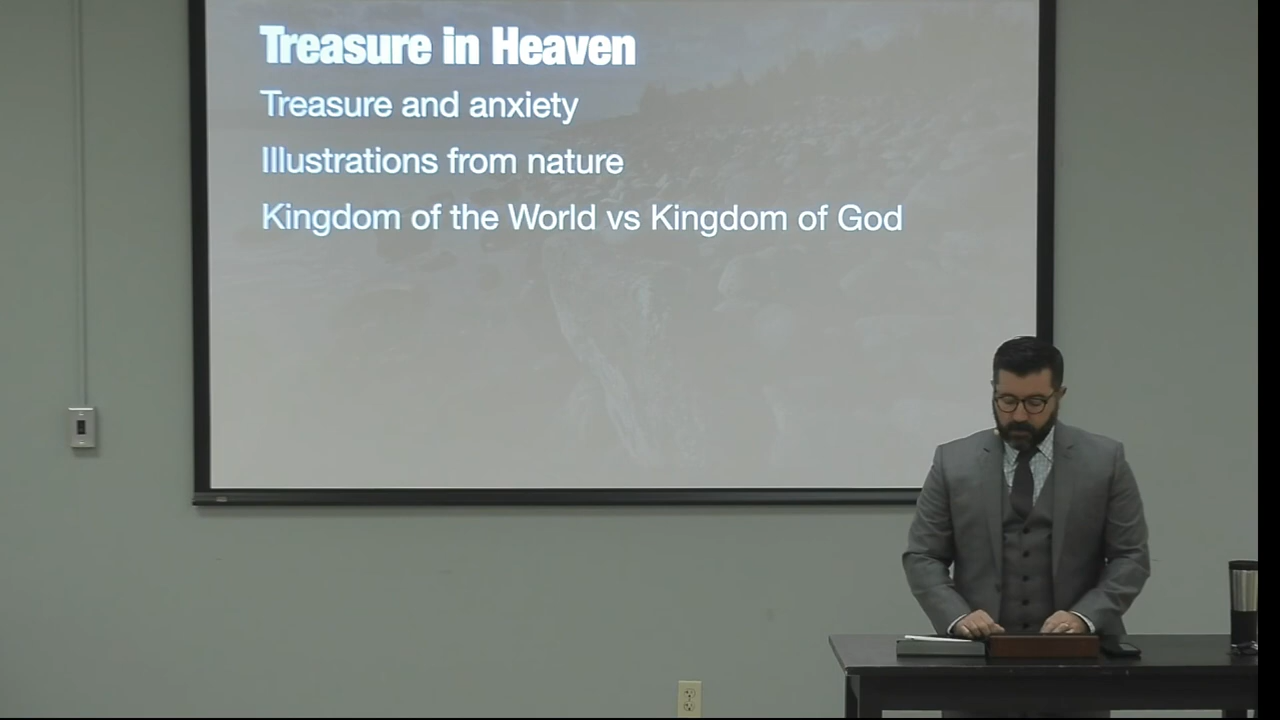 Treasure in Heaven
Treasure and anxiety
Illustrations from nature
Kingdom of the World vs Kingdom of God